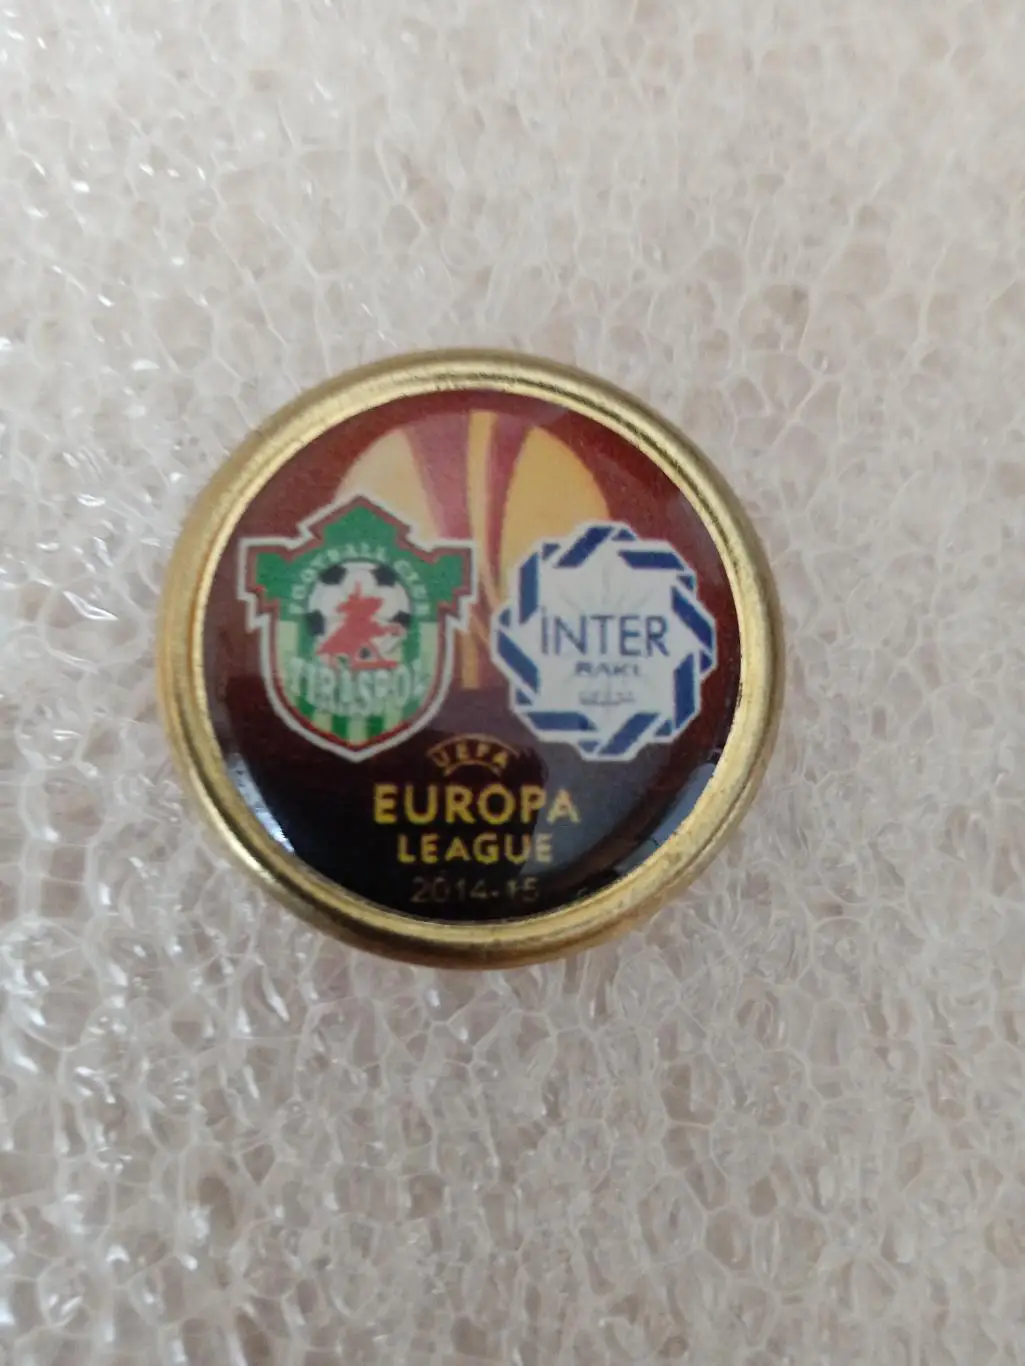 FOOTBALL CLUB
TIRASPOL
INTER
BAKI
UEFA
EUROPA
LEAGUE
2014-15